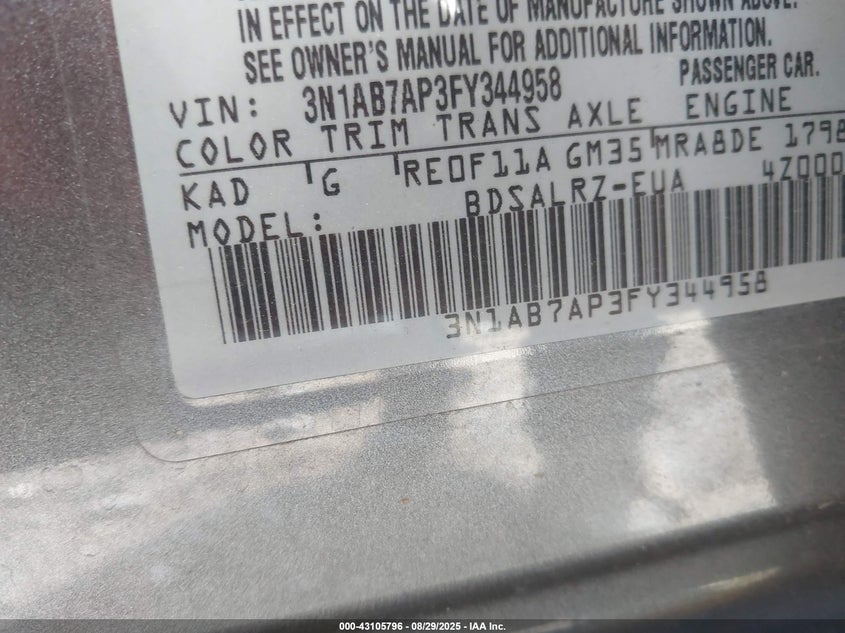 IN EFFECT ON THE DATE OF MANUFACTURE SHOWN ABOVE.
SEE OWNER'S MANUAL FOR ADDITIONAL INFORMATION.
PASSENGER CAR.
VIN: 3N1AB7AP3FY344958
COLOR TRIM TRANS AXLE ENGINE
KAD G RE0F11A GM35 MRA8DE 1798
MODEL: BDSALRZ-EUA 4Z000
3N1AB7AP3FY344958
000-43105796 - 08/29/2025 - IAA Inc.